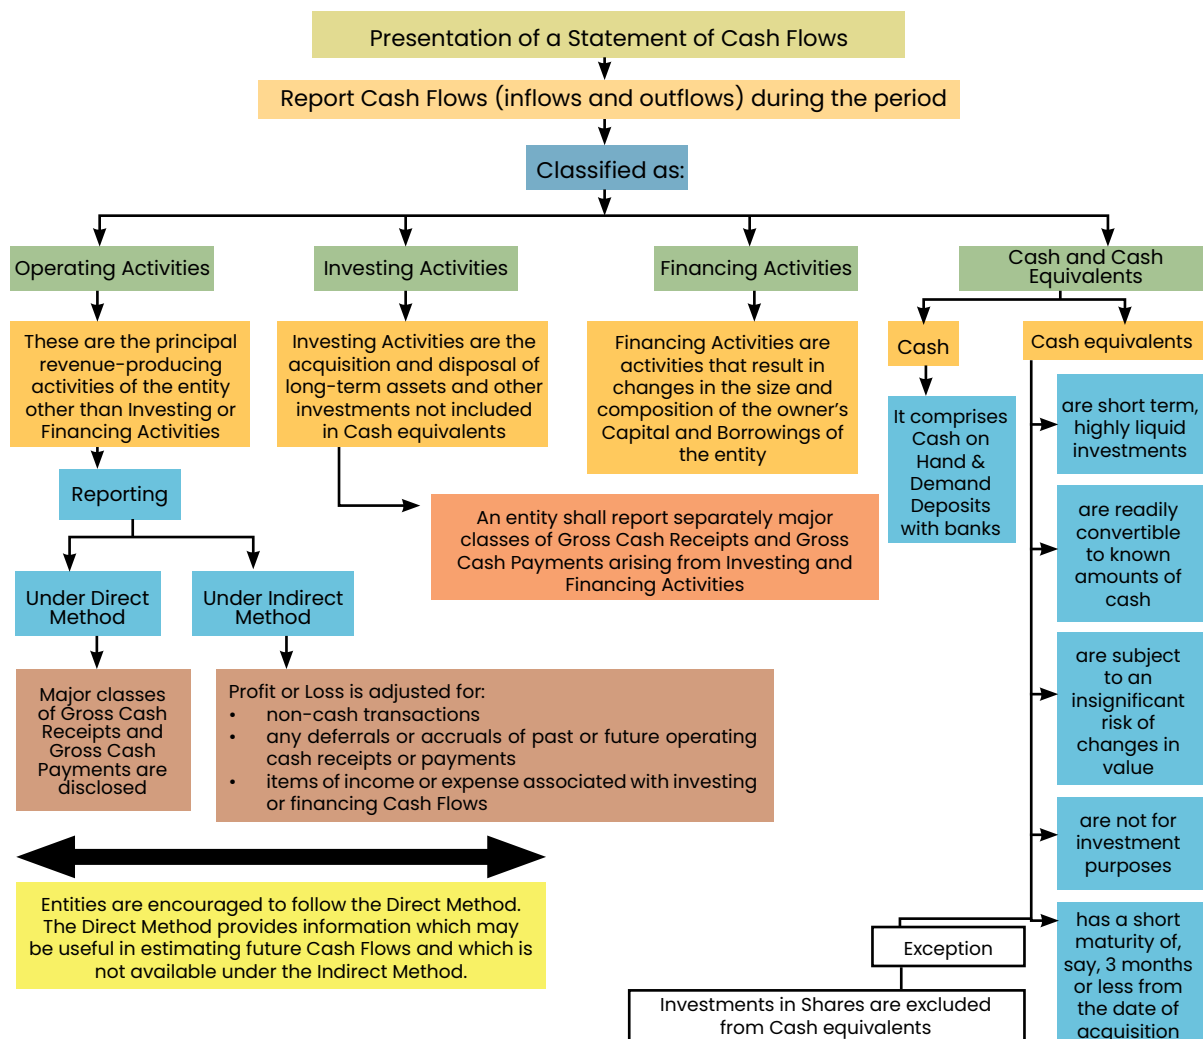 Presentation of a Statement of Cash Flows
Report Cash Flows (inflows and outflows) during the period
Classified as:
Operating Activities
Investing Activities
Financing Activities
Cash and Cash
Equivalents
These are the principal
revenue-producing
activities of the entity
other than Investing or
Financing Activities
Investing Activities are the
acquisition and disposal of
long-term assets and other
investments not included
in Cash equivalents
Financing Activities are
activities that result in
changes in the size and
composition of the owner's
Capital and Borrowings of
the entity
Cash
Cash equivalents
It comprises
Cash on
Hand &
Demand
Deposits
with banks
are short term,
highly liquid
investments
Reporting
An entity shall report separately major
classes of Gross Cash Receipts and Gross
Cash Payments arising from Investing and
Financing Activities
are readily
convertible
to known
amounts of
cash
Under Direct
Method
Under Indirect
Method
are subject
to an
insignificant
risk of
changes in
value
Major classes
of Gross Cash
Receipts and
Gross Cash
Payments are
disclosed
Profit or Loss is adjusted for:
• non-cash transactions
• any deferrals or accruals of past or future operating
cash receipts or payments
• items of income or expense associated with investing
or financing Cash Flows
are not for
investment
purposes
Entities are encouraged to follow the Direct Method.
The Direct Method provides information which may
be useful in estimating future Cash Flows and which is
not available under the Indirect Method.
has a short
maturity of,
say, 3 months
or less from
the date of
acquisition
Exception
Investments in Shares are excluded
from Cash equivalents